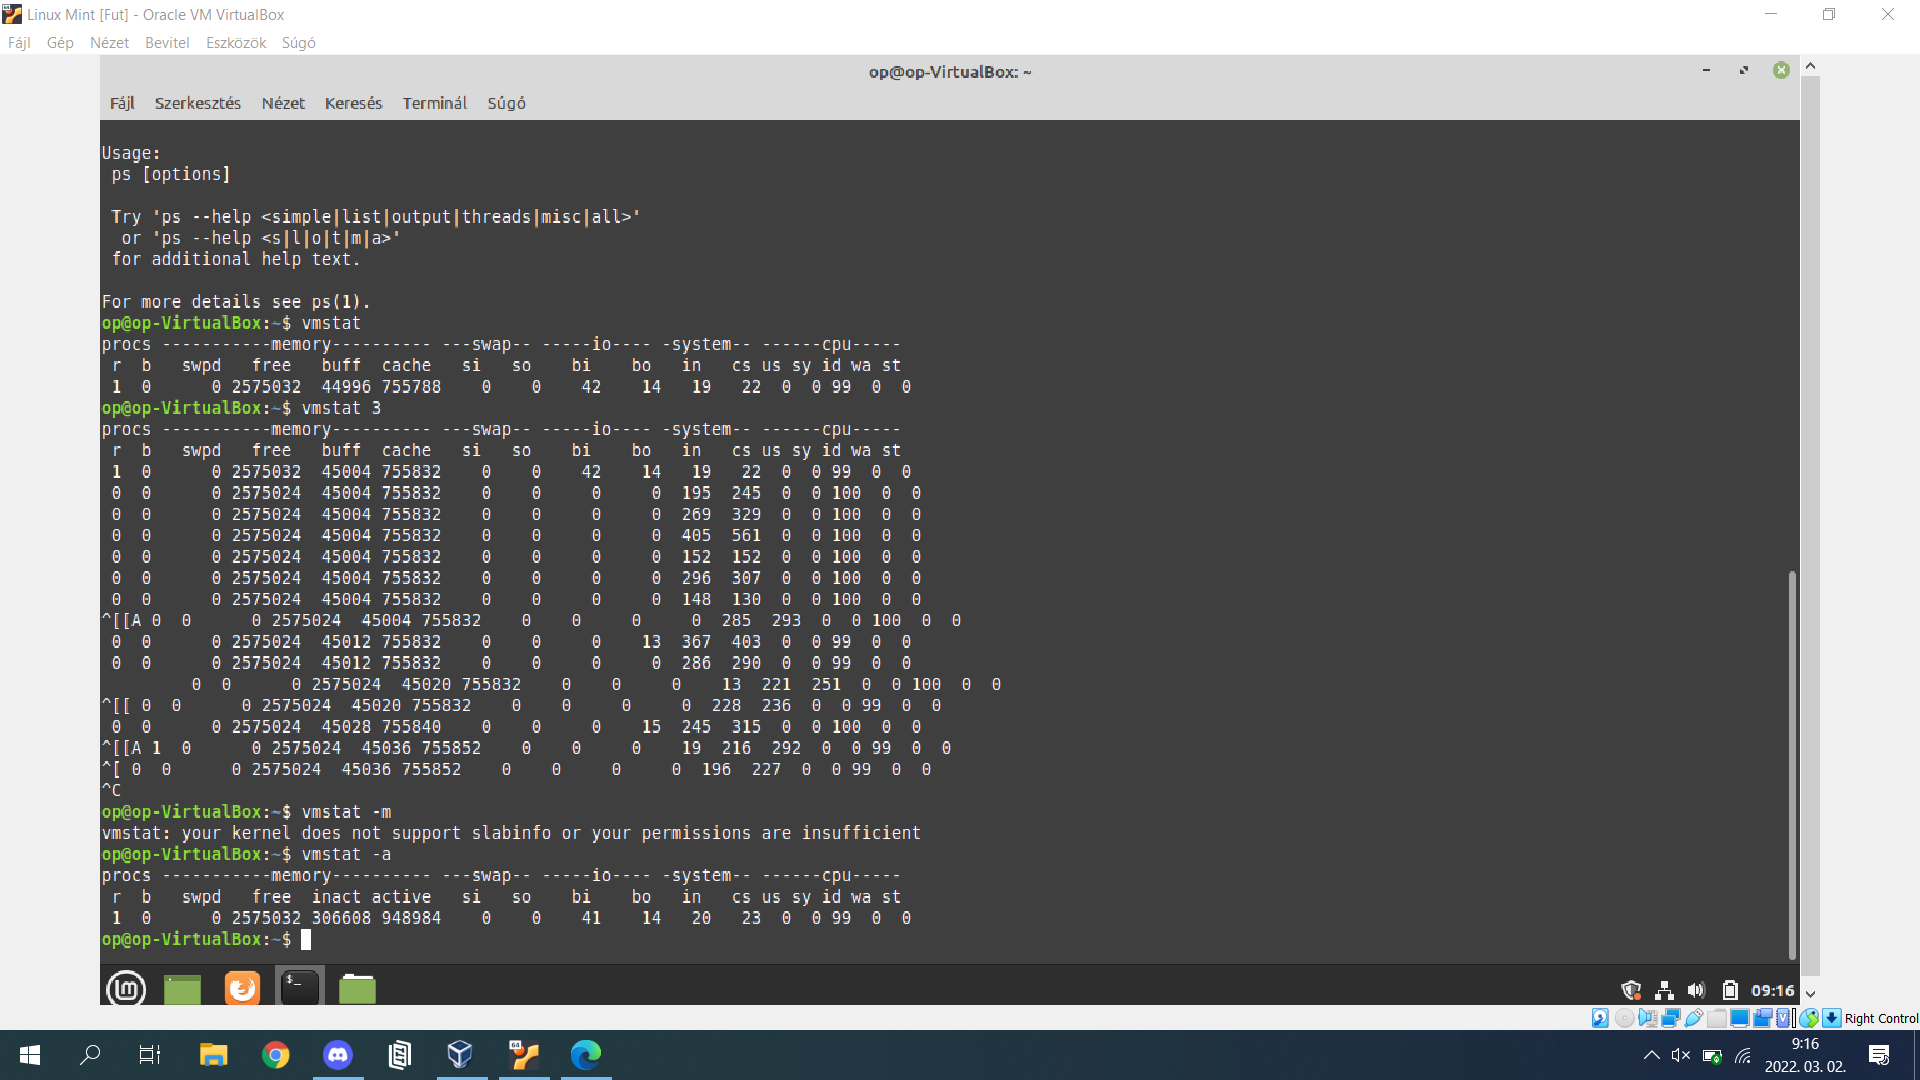 Linux Mint [Fut] - Oracle VM VirtualBox
Fájl Gép Nézet Bevitel Eszközök Súgó
op@op-VirtualBox: ~
Fájl Szerkesztés Nézet Keresés Terminál Súgó
Usage:
 ps [options]
 Try 'ps --help <simple|list|output|threads|misc|all>'
  or 'ps --help <s|l|o|t|m|a>'
 for additional help text.
For more details see ps(1).
op@op-VirtualBox:~$ vmstat
procs -----------memory---------- ---swap-- -----io---- -system-- ------cpu-----
 r  b   swpd   free   buff  cache   si   so    bi    bo   in   cs us sy id wa st
 1  0      0 2575032  44996 755788    0    0    42    14   19   22  0  0 99  0  0
op@op-VirtualBox:~$ vmstat 3
procs -----------memory---------- ---swap-- -----io---- -system-- ------cpu-----
 r  b   swpd   free   buff  cache   si   so    bi    bo   in   cs us sy id wa st
 1  0      0 2575032  45004 755832    0    0    42    14   19   22  0  0 99  0  0
 0  0      0 2575024  45004 755832    0    0     0     0  195  245  0  0 100  0  0
 0  0      0 2575024  45004 755832    0    0     0     0  269  329  0  0 100  0  0
 0  0      0 2575024  45004 755832    0    0     0     0  405  561  0  0 100  0  0
 0  0      0 2575024  45004 755832    0    0     0     0  152  152  0  0 100  0  0
 0  0      0 2575024  45004 755832    0    0     0     0  296  307  0  0 100  0  0
 0  0      0 2575024  45004 755832    0    0     0     0  148  130  0  0 100  0  0
^[[A 0  0      0 2575024  45004 755832    0    0     0     0  285  293  0  0 100  0  0
 0  0      0 2575024  45012 755832    0    0     0    13  367  403  0  0 99  0  0
 0  0      0 2575024  45012 755832    0    0     0     0  286  290  0  0 99  0  0
         0  0      0 2575024  45020 755832    0    0     0    13  221  251  0  0 100  0  0
^[[ 0  0      0 2575024  45020 755832    0    0     0     0  228  236  0  0 99  0  0
 0  0      0 2575024  45028 755840    0    0     0    15  245  315  0  0 100  0  0
^[[A 1  0      0 2575024  45036 755852    0    0     0    19  216  292  0  0 99  0  0
^[ 0  0      0 2575024  45036 755852    0    0     0     0  196  227  0  0 99  0  0
^C
op@op-VirtualBox:~$ vmstat -m
vmstat: your kernel does not support slabinfo or your permissions are insufficient
op@op-VirtualBox:~$ vmstat -a
procs -----------memory---------- ---swap-- -----io---- -system-- ------cpu-----
 r  b   swpd   free  inact active   si   so    bi    bo   in   cs us sy id wa st
 1  0      0 2575032 306608 948984    0    0    41    14   20   23  0  0 99  0  0
op@op-VirtualBox:~$
$_
09:16
Right Control
64
9:16
2022. 03. 02.